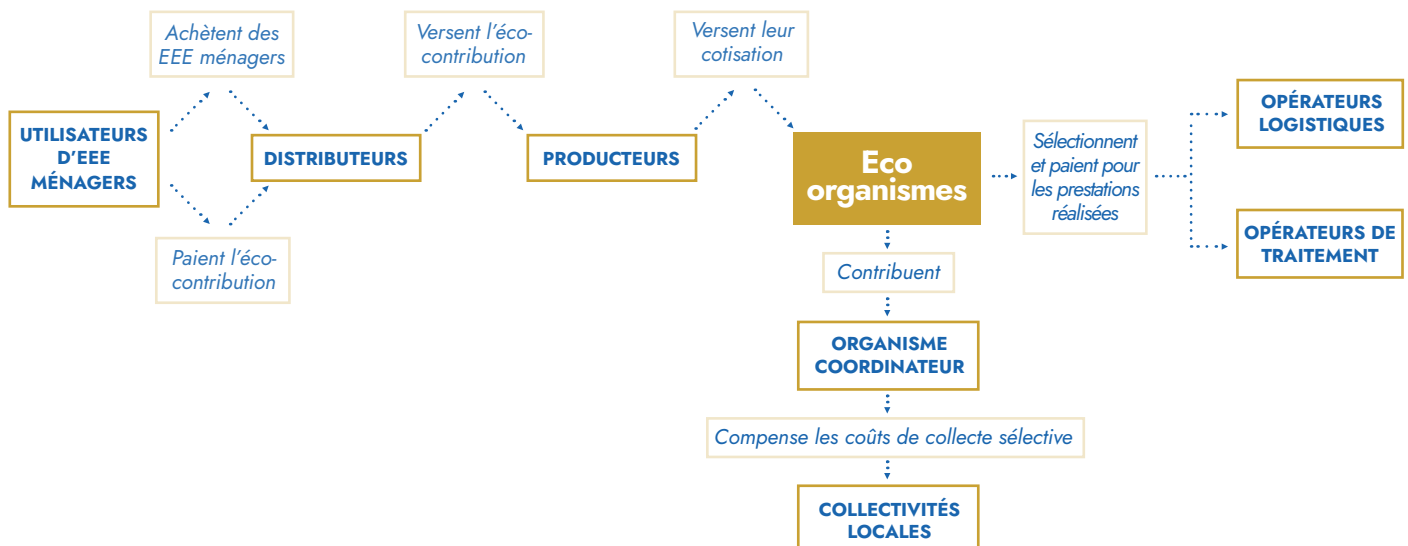 Achètent des
EEE ménagers
Versent l'éco-
contribution
Versent leur
cotisation
UTILISATEURS
D'EEE
MÉNAGERS
DISTRIBUTEURS
PRODUCTEURS
Eco
organismes
Sélectionnent
et paient pour
les prestations
réalisées
OPÉRATEURS
LOGISTIQUES
OPÉRATEURS DE
TRAITEMENT
Paient l'éco-
contribution
Contribuent
ORGANISME
COORDINATEUR
Compense les coûts de collecte sélective
COLLECTIVITÉS
LOCALES